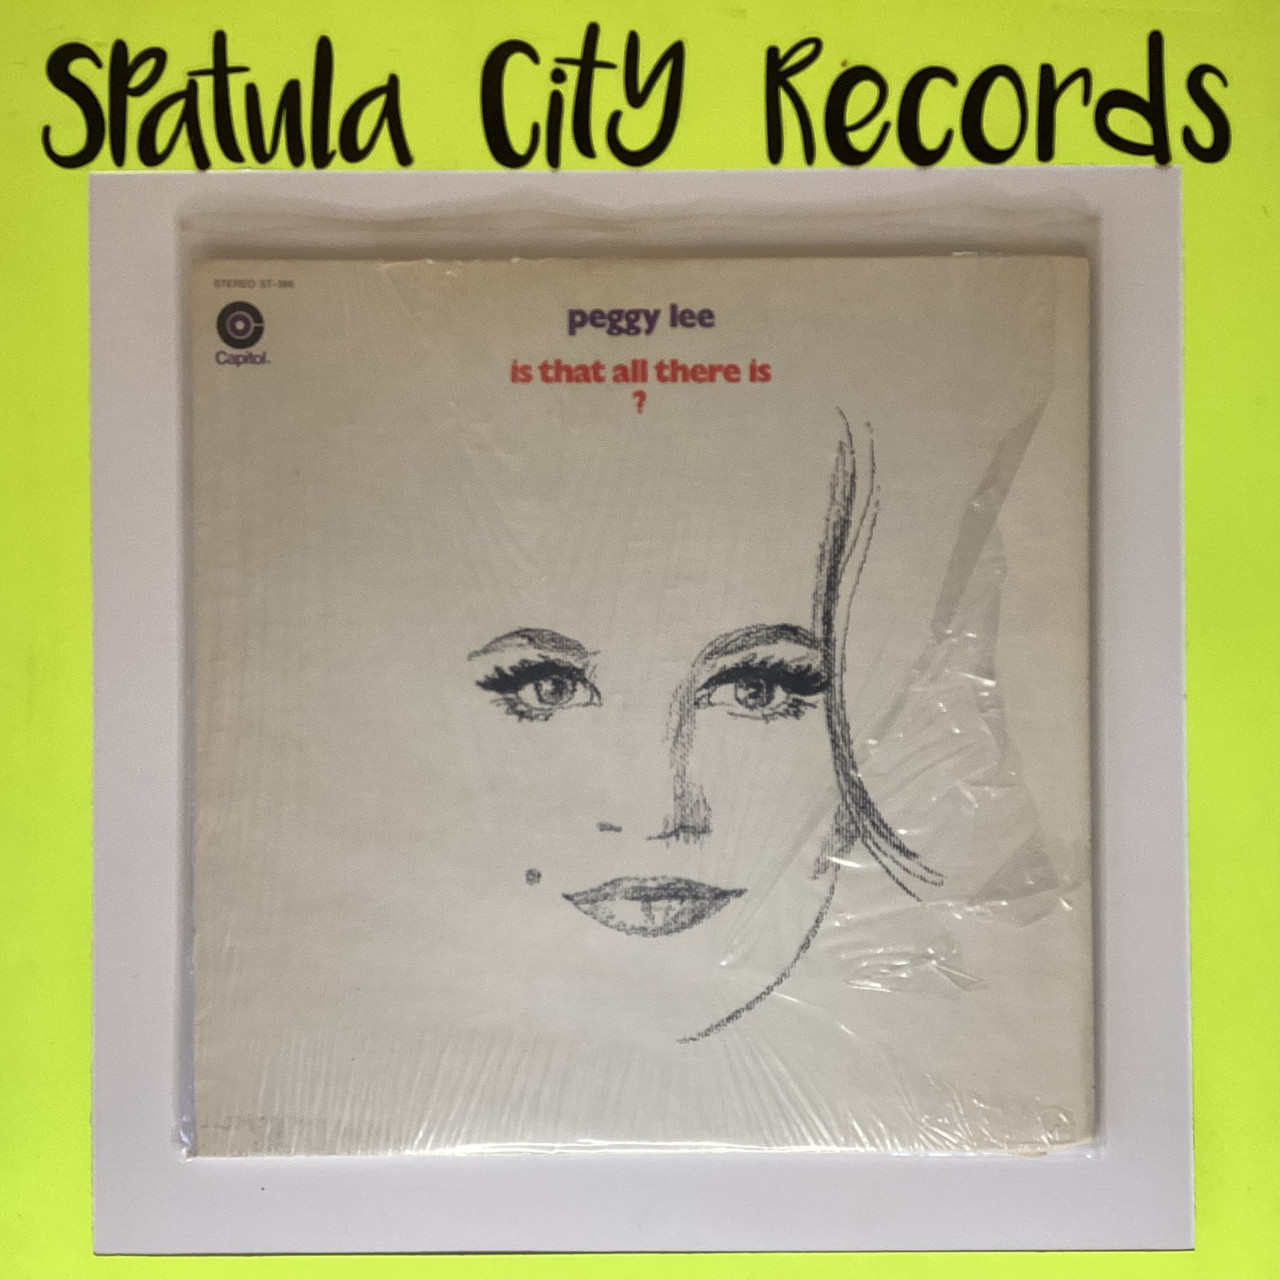 Spatula City Records
STEREO ST-386
Capitol.
peggy lee
is that all there is
?